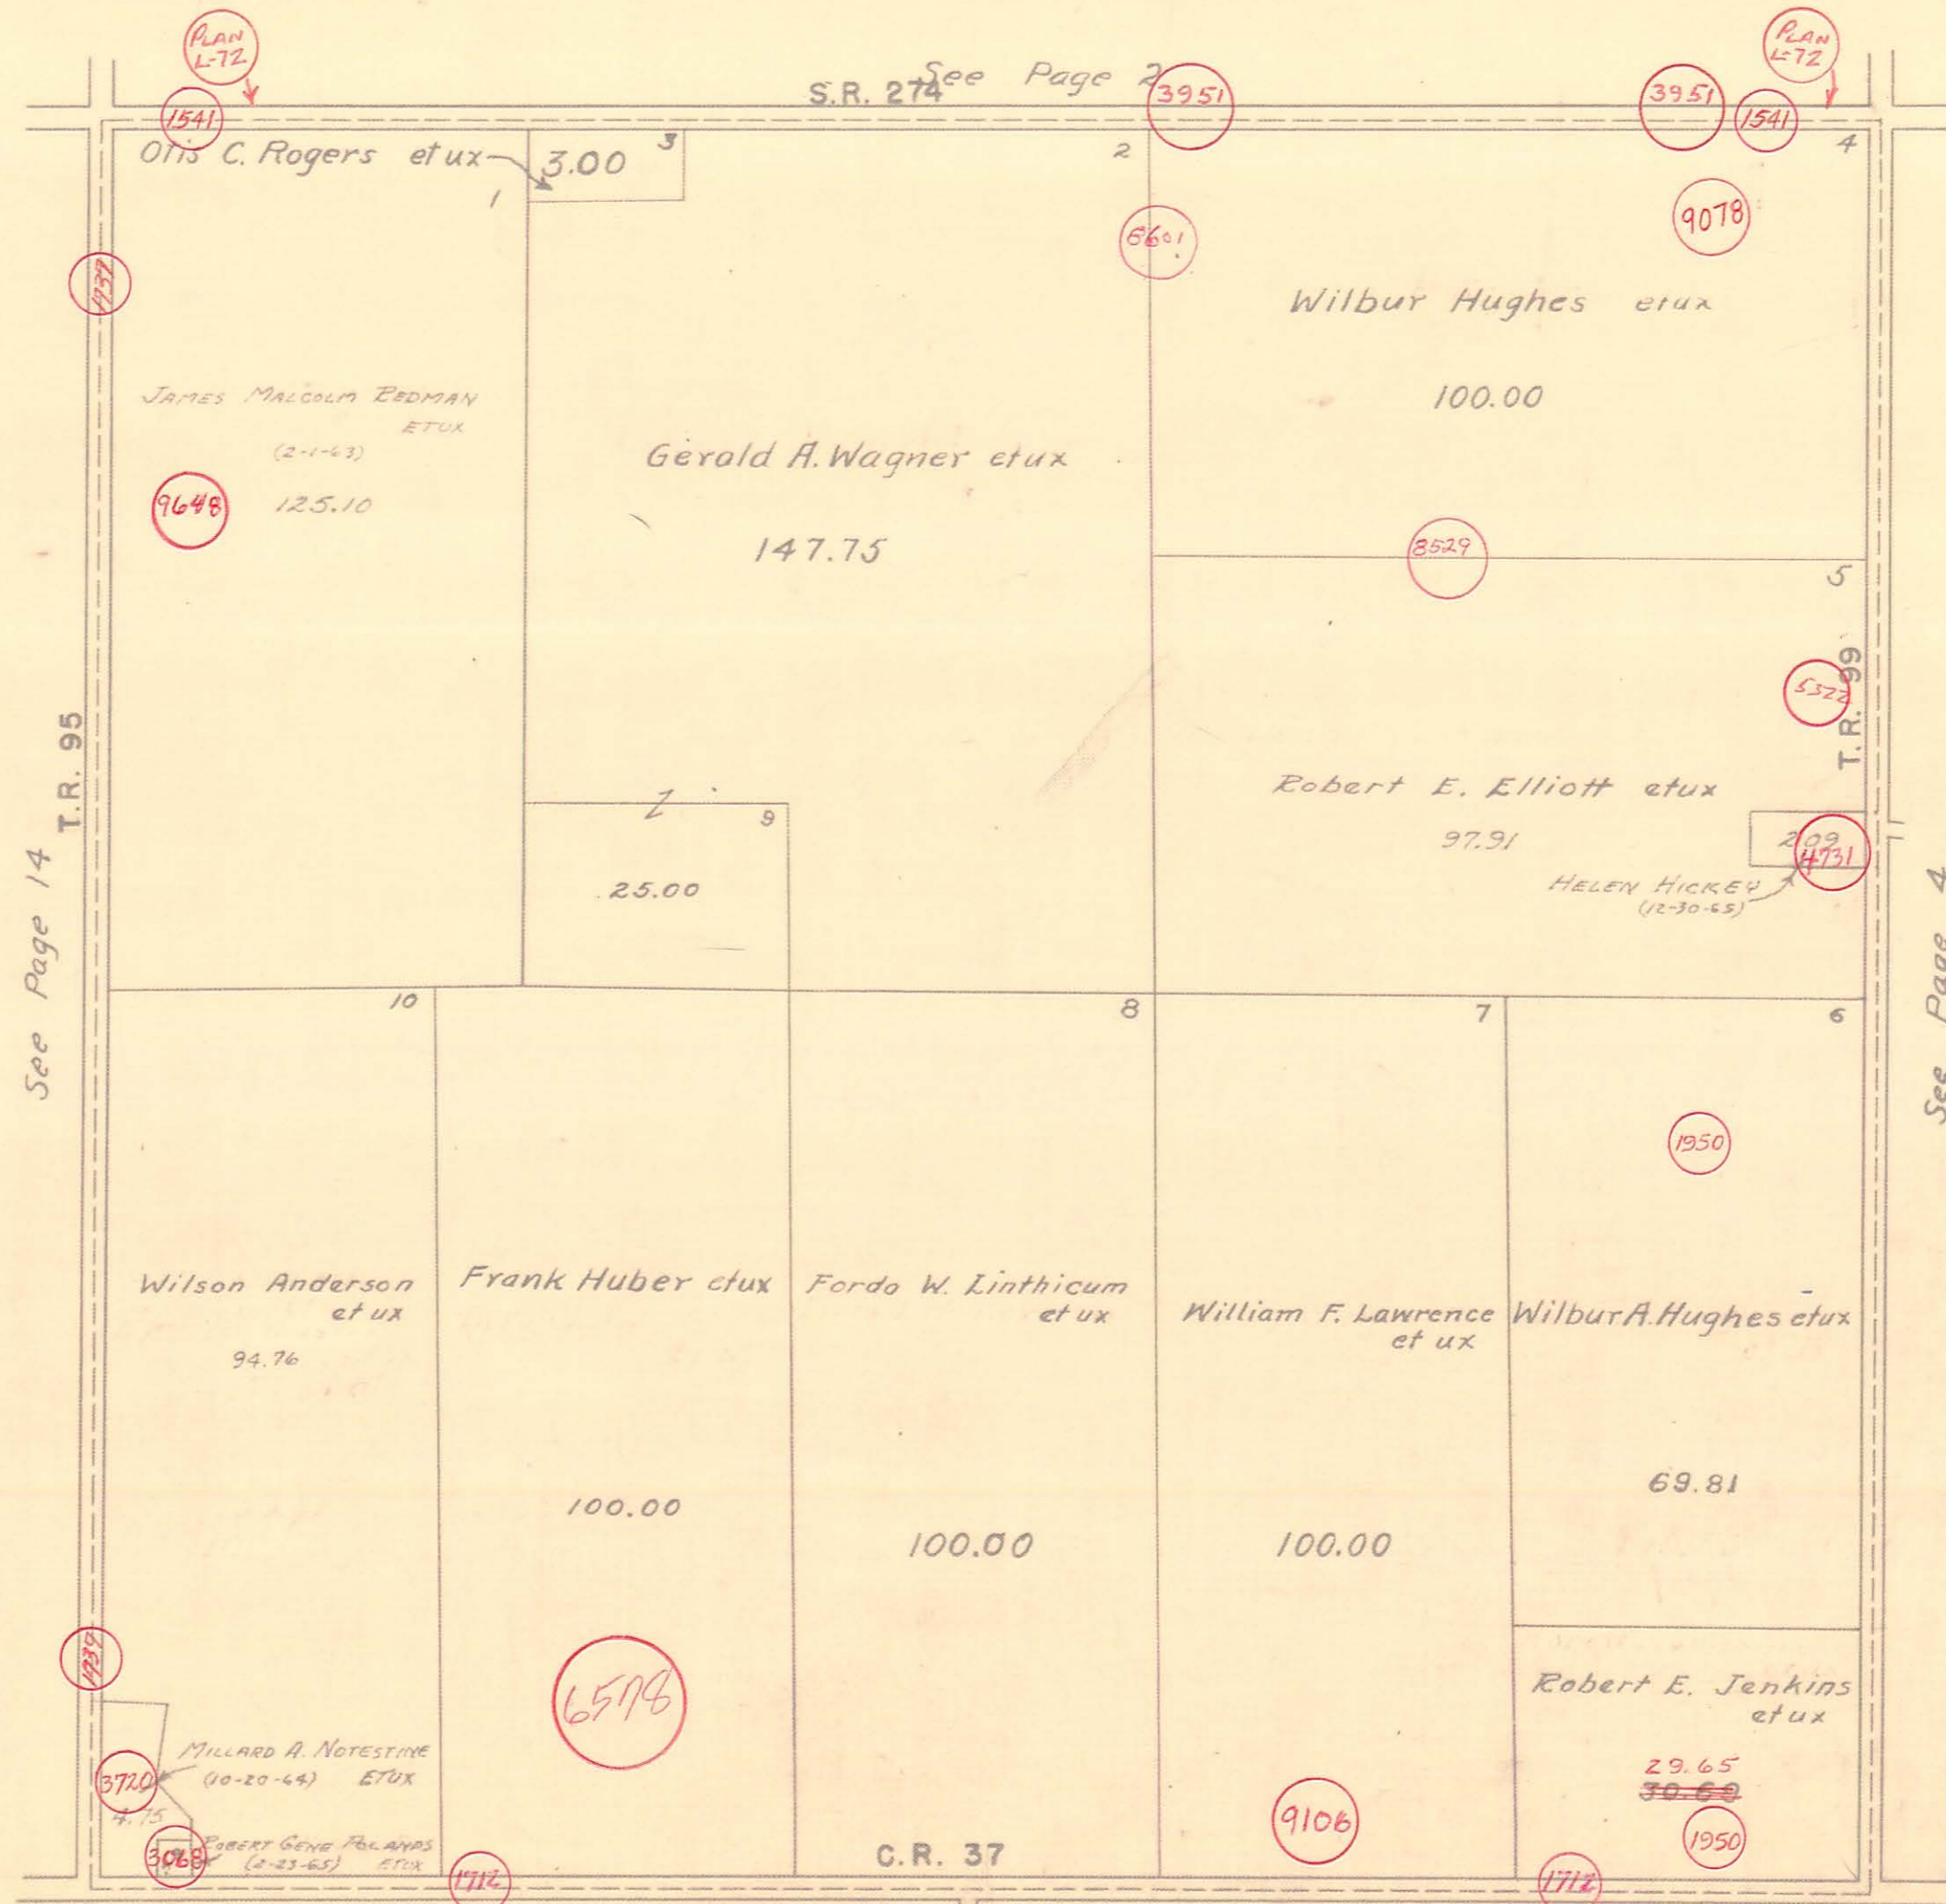 PLAN
L-72
See Page 2
S.R. 274
PLAN
L-72
1541
3951
3951
1541
Otis C. Rogers et ux
3.00
3
1
2
4
8601
9078
1937
Wilbur Hughes etux
100.00
JAMES MALCOLM REDMAN
ETUX
(2-1-63)
9648
125.10
Gerald A. Wagner etux
147.75
8529
5
5322
T.R. 99
T.R. 95
See Page 14
Robert E. Elliott etux
97.91
2.09
4731
HELEN HICKEY
(12-30-65)
Z
9
25.00
See Page 4
10
8
7
6
1950
Wilson Anderson
et ux
94.76
Frank Huber etux
100.00
Fordo W. Linthicum
et ux
100.00
William F. Lawrence
et ux
100.00
Wilbur A. Hughes etux
69.81
1939
6578
Robert E. Jenkins
et ux
29.65
30.60
1950
MILLARD A. NOTESTINE
(10-20-64) ETUX
3720
4.75
ROBERT GENE POLANDS
(2-23-65) ETUX
3068
9106
C.R. 37
1712
1712